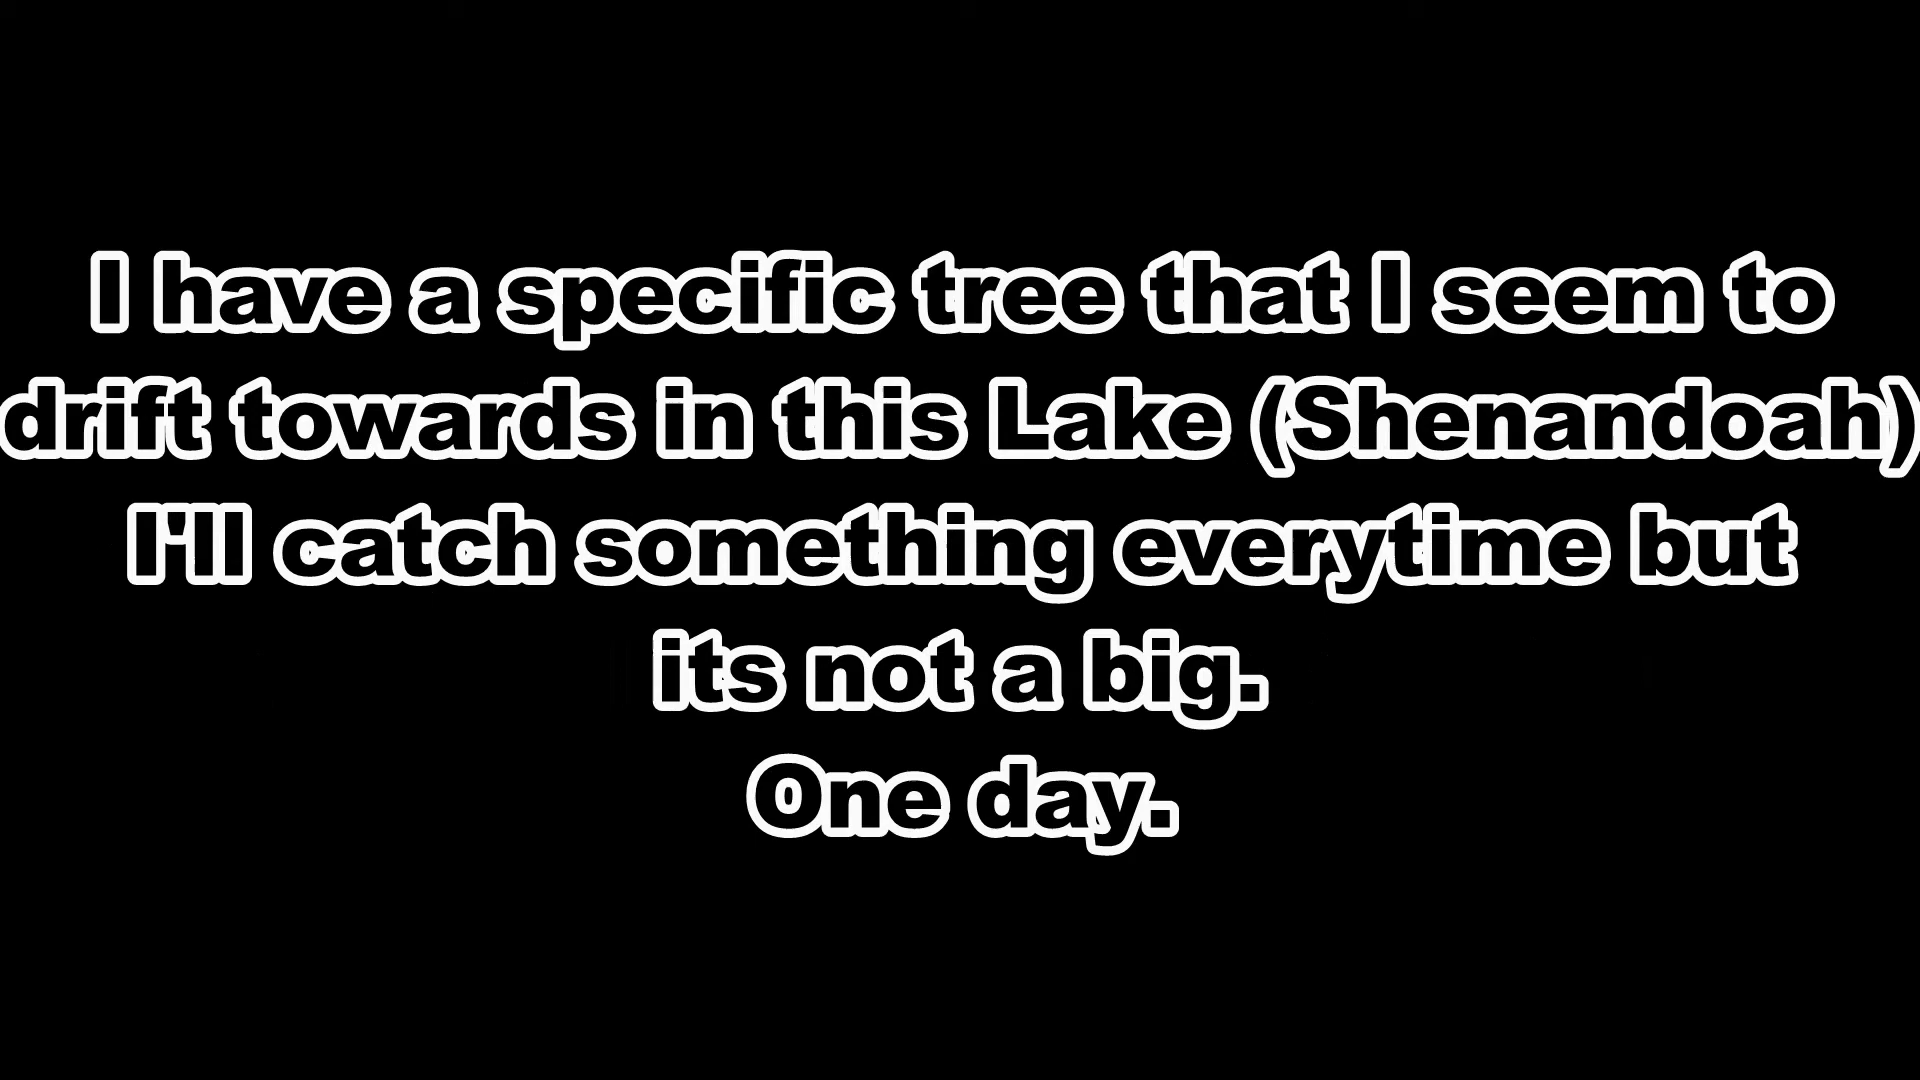 I have a specific tree that I seem to
drift towards in this Lake (Shenandoah)
I'll catch something everytime but
its not a big.
One day.